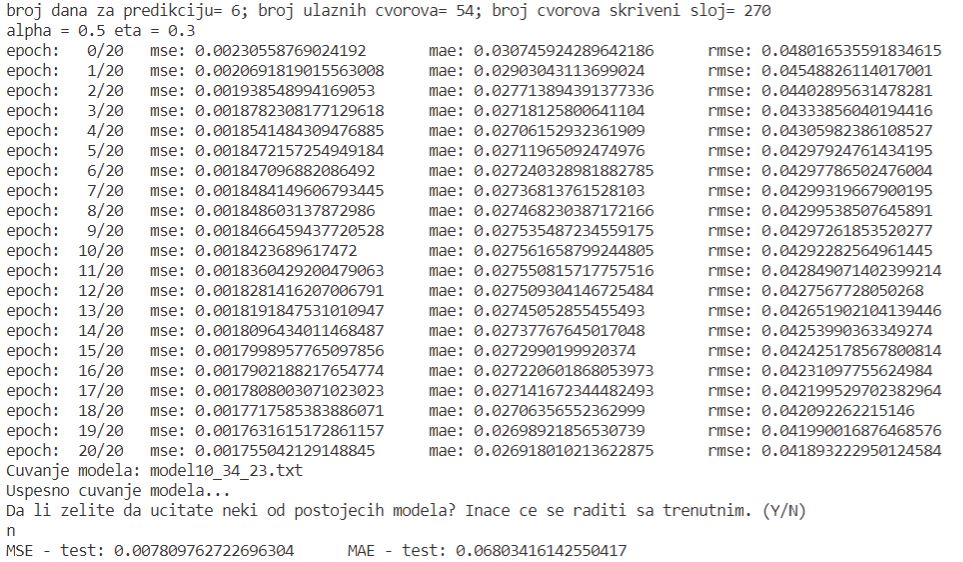 broj dana za predikciju= 6; broj ulaznih cvorova= 54; broj cvorova skriveni sloj= 270
alpha = 0.5 eta = 0.3
epoch: 0/20 mse: 0.00230558769024192 mae: 0.030745924289642186 rmse: 0.048016535591834615
epoch: 1/20 mse: 0.0020691819015563008 mae: 0.02903043113699024 rmse: 0.04548826114017001
epoch: 2/20 mse: 0.001938548994169053 mae: 0.027713894391377336 rmse: 0.04402895631478281
epoch: 3/20 mse: 0.0018782308177129618 mae: 0.02718125800641104 rmse: 0.04333856040194416
epoch: 4/20 mse: 0.0018541484309476885 mae: 0.02706152932361909 rmse: 0.04305982386108527
epoch: 5/20 mse: 0.0018472157254949184 mae: 0.02711965092474976 rmse: 0.04297924761434195
epoch: 6/20 mse: 0.001847096882086492 mae: 0.027240328981882785 rmse: 0.04297786502476004
epoch: 7/20 mse: 0.0018484149606793445 mae: 0.02736813761528103 rmse: 0.04299319667900195
epoch: 8/20 mse: 0.001848603137872986 mae: 0.027468230387172166 rmse: 0.04299538507645891
epoch: 9/20 mse: 0.0018466459437720528 mae: 0.027535487234559175 rmse: 0.04297261853520277
epoch: 10/20 mse: 0.00184236​89617472 mae: 0.027561658799244805 rmse: 0.04292282564961445
epoch: 11/20 mse: 0.0018360429200479063 mae: 0.027550815717757516 rmse: 0.042849071402399214
epoch: 12/20 mse: 0.0018281416207006791 mae: 0.027509304146725484 rmse: 0.0427567728050268
epoch: 13/20 mse: 0.0018191847531010947 mae: 0.02745052855455493 rmse: 0.042651902104139446
epoch: 14/20 mse: 0.0018096434011468487 mae: 0.02737767645017048 rmse: 0.04253990363349274
epoch: 15/20 mse: 0.0017998957765097856 mae: 0.0272990199920374 rmse: 0.042425178567800814
epoch: 16/20 mse: 0.0017902188217654774 mae: 0.027220601868053973 rmse: 0.04231097755624984
epoch: 17/20 mse: 0.0017808003071023023 mae: 0.027141672344482493 rmse: 0.042199529702382964
epoch: 18/20 mse: 0.0017717585383886071 mae: 0.02706356552362999 rmse: 0.042092262215146
epoch: 19/20 mse: 0.0017631615172861157 mae: 0.02698921856530739 rmse: 0.041990016876468576
epoch: 20/20 mse: 0.001755042129148845 mae: 0.026918010213622875 rmse: 0.041893222950124584
Cuvanje modela: model10_34_23.txt
Uspesno cuvanje modela...
Da li zelite da ucitate neki od postojecih modela? Inace ce se raditi sa trenutnim. (Y/N)
n
MSE - test: 0.007809762722696304 MAE - test: 0.06803416142550417